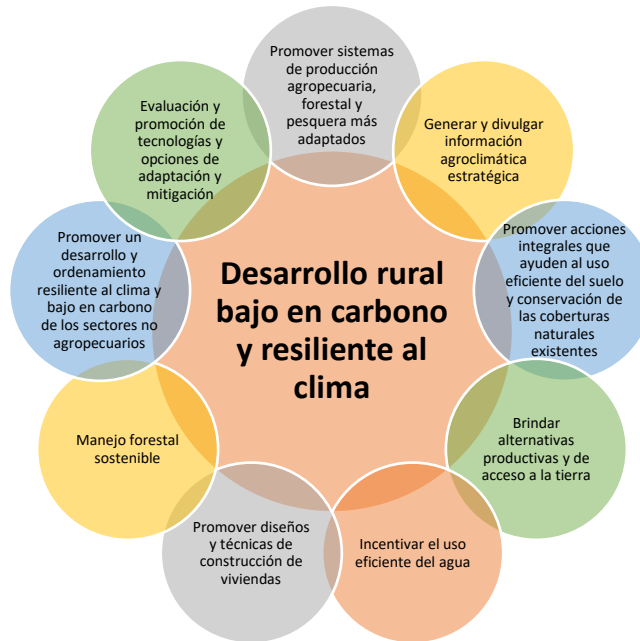 Promover sistemas
de producción
agropecuaria,
forestal y
pesquera más
adaptados
Generar y divulgar
información
agroclimática
estratégica
Promover acciones
integrales que
ayuden al uso
eficiente del suelo
y conservación de
las coberturas
naturales
existentes
Brindar
alternativas
productivas y de
acceso a la tierra
Incentivar el uso
eficiente del agua
Promover diseños
y técnicas de
construcción de
viviendas
Manejo forestal
sostenible
Promover un
desarrollo y
ordenamiento
resiliente al clima y
bajo en carbono
de los sectores no
agropecuarios
Evaluación y
promoción de
tecnologías y
opciones de
adaptación y
mitigación
Desarrollo rural
bajo en carbono
y resiliente al
clima